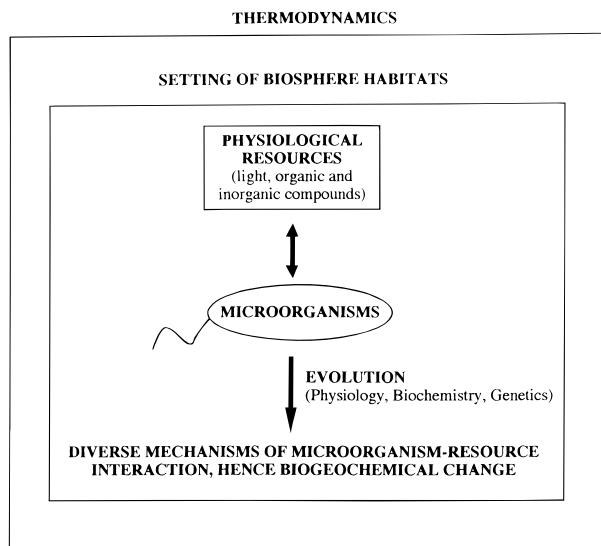 THERMODYNAMICS
SETTING OF BIOSPHERE HABITATS
PHYSIOLOGICAL
RESOURCES
(light, organic and
inorganic compounds)
MICROORGANISMS
EVOLUTION
(Physiology, Biochemistry, Genetics)
DIVERSE MECHANISMS OF MICROORGANISM-RESOURCE
INTERACTION, HENCE BIOGEOCHEMICAL CHANGE